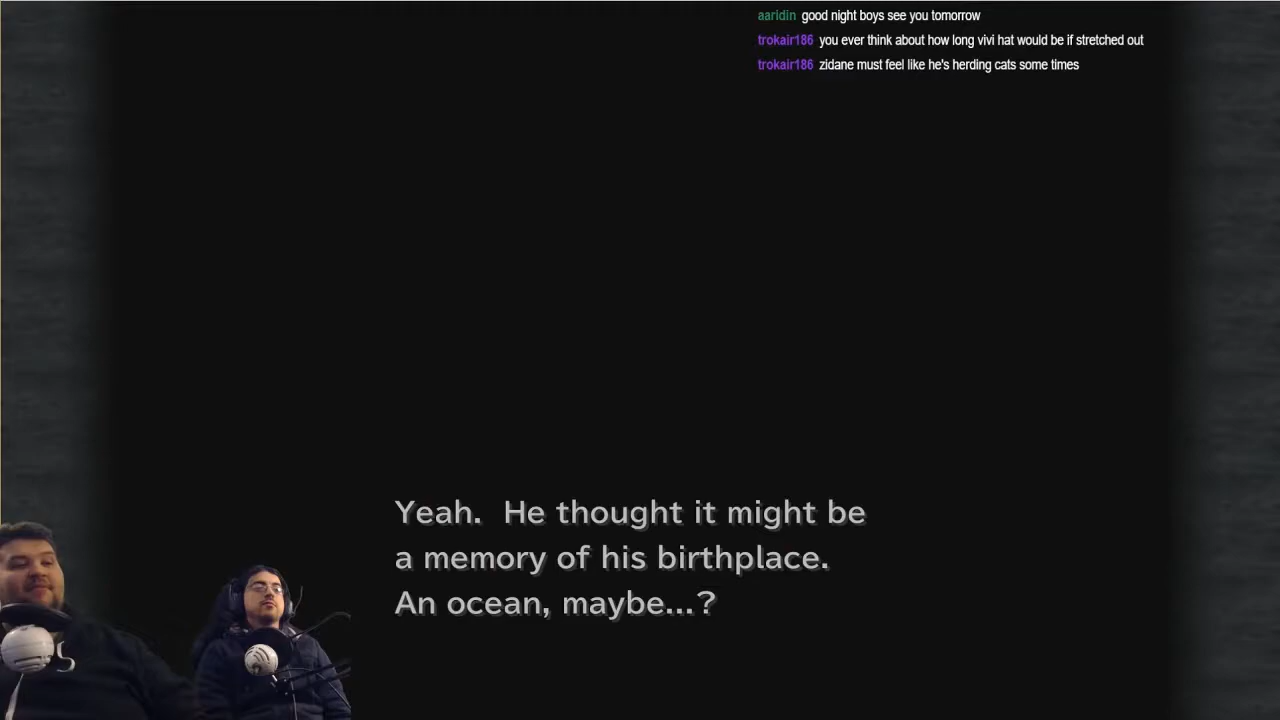 aaridin good night boys see you tomorrow
trokair186 you ever think about how long vivi hat would be if stretched out
trokair186 zidane must feel like he's herding cats some times
Yeah. He thought it might be
a memory of his birthplace.
An ocean, maybe...?